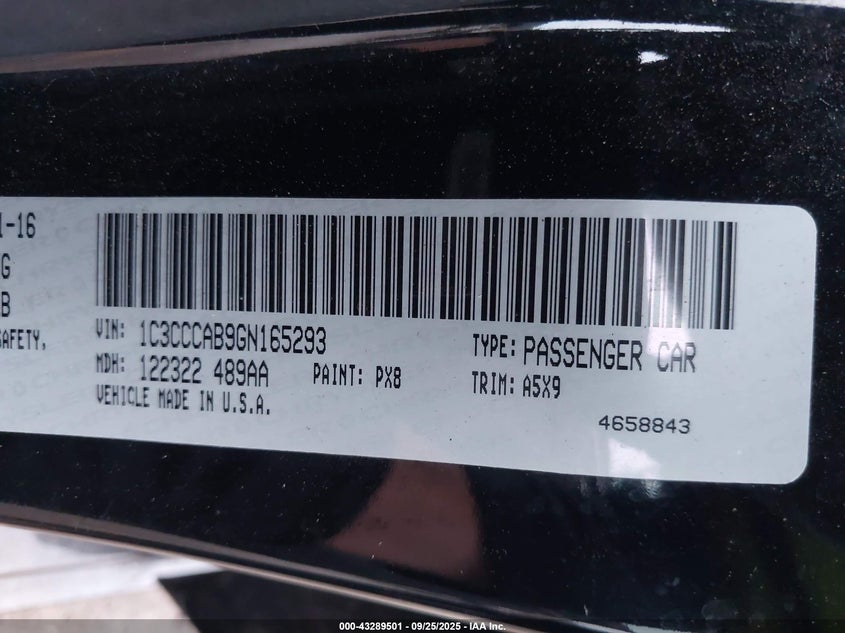 1-16
G
B
SAFETY,
VIN: 1C3CCCAB9GN165293
TYPE: PASSENGER CAR
MDH: 122322 489AA
PAINT: PX8
TRIM: A5X9
VEHICLE MADE IN U.S.A.
4658843
000-43289501 - 09/25/2025 - IAA Inc.